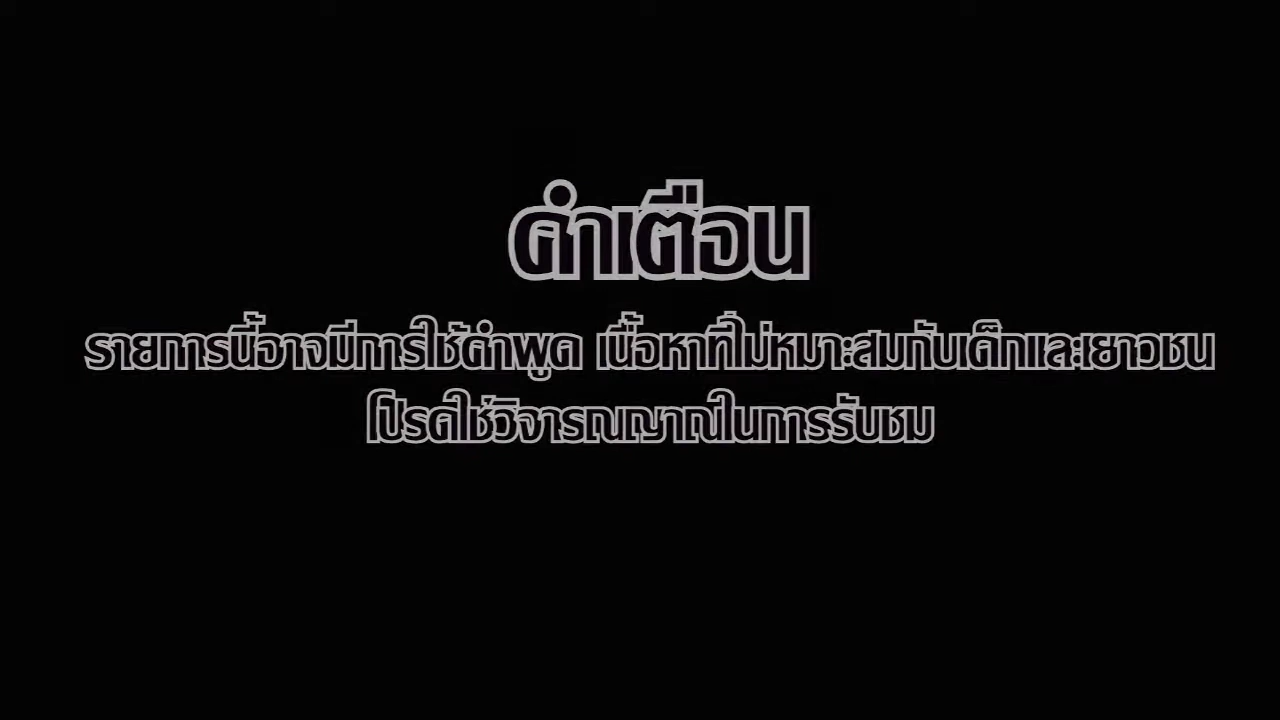 คำเตือน
รายการนี้อาจมีการใช้คำพูด เนื้อหาที่ไม่เหมาะสมกับเด็กและเยาวชน
โปรดใช้วิจารณญาณในการรับชม